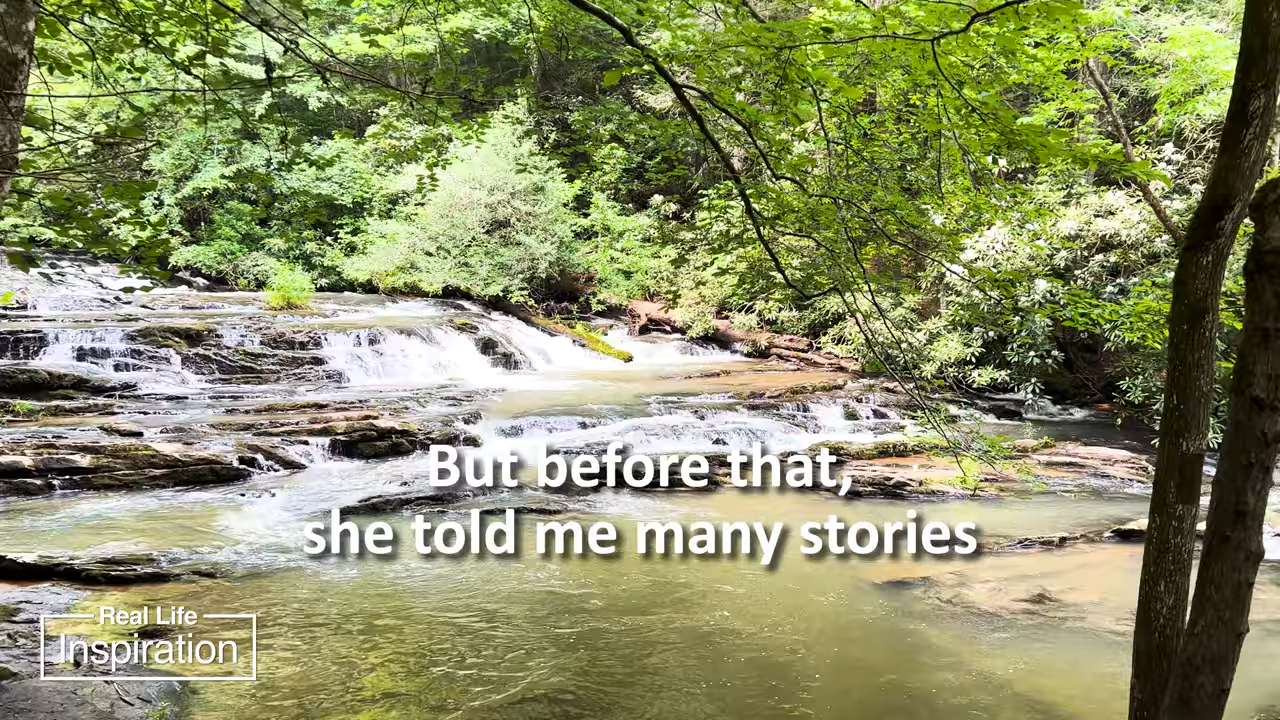 But before that,
she told me many stories
Real Life
Inspiration